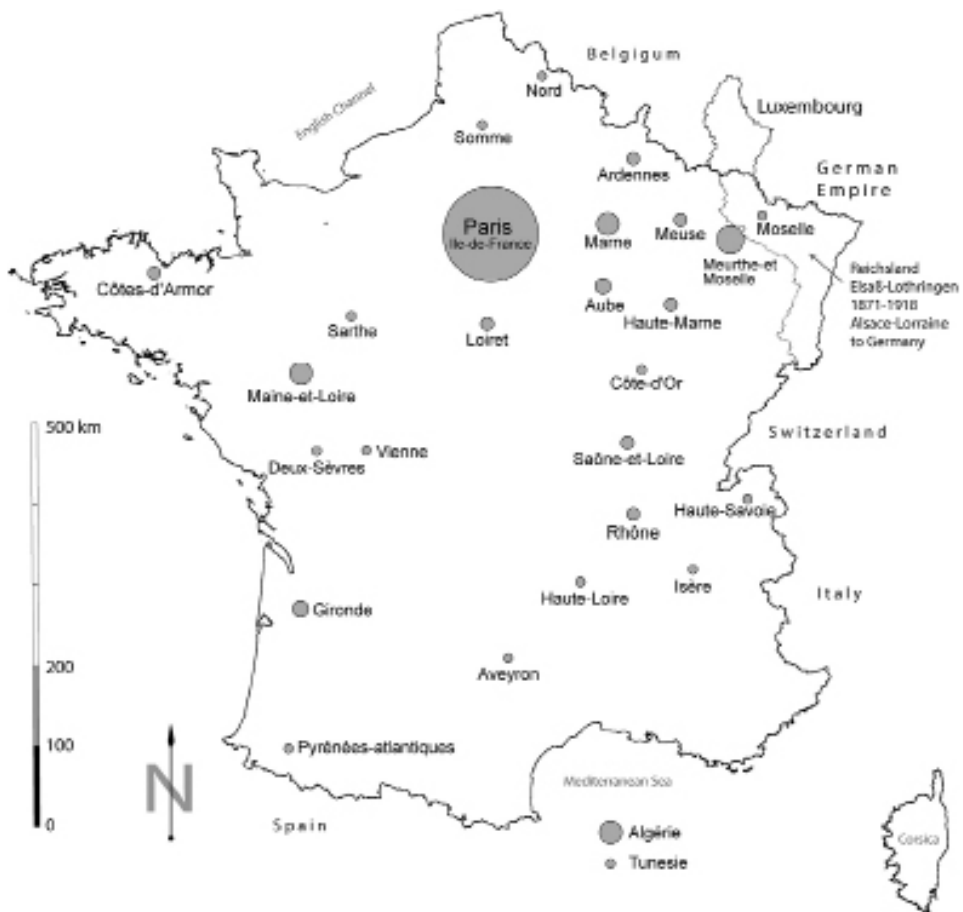 Belgigum
Nord
English Channel
Luxembourg
Somme
German
Empire
Ardennes
Paris
Ile-de-France
Marne
Meuse
Moselle
Meurthe-et
Moselle
Côtes-d'Armor
Reichsland
Elsaß-Lothringen
1871-1918
Alsace-Lorraine
to Germany
Aube
Haute-Marne
Sarthe
Loiret
Côte-d'Or
Maine-et-Loire
500 km
Switzerland
Vienne
Deux-Sèvres
Saône-et-Loire
Haute-Savoie
Rhône
Isère
Haute-Loire
Italy
Gironde
200
Aveyron
100
Pyrénées-atlantiques
N
Mediterranean Sea
0
Spain
Algérie
Tunesie
Corsica